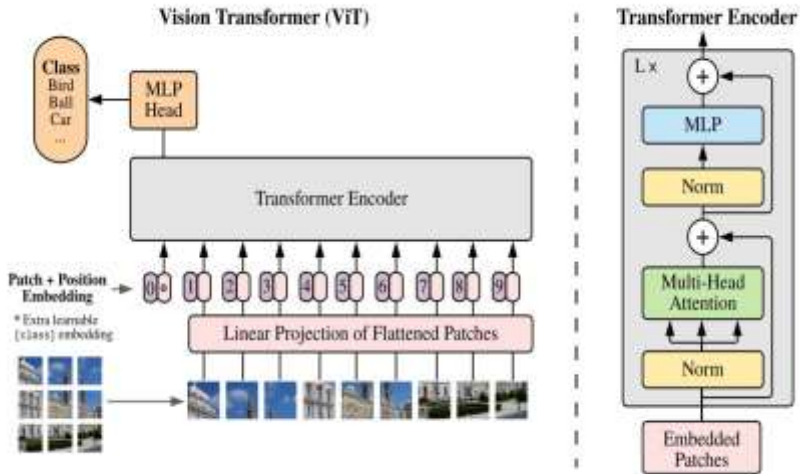 Vision Transformer (ViT)
Class
Bird
Ball
Car
...
MLP
Head
Transformer Encoder
Patch + Position
Embedding
0 * 1 2 3 4 5 6 7 8 9
* Extra learnable
[class] embedding
Linear Projection of Flattened Patches
Transformer Encoder
L x
+
MLP
Norm
+
Multi-Head
Attention
Norm
Embedded
Patches